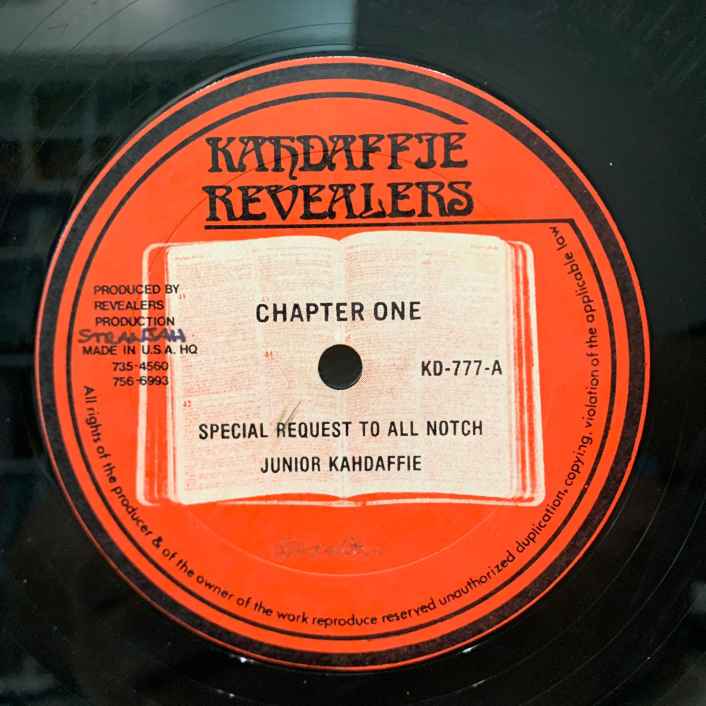 KAHDAFFIE
REVEALERS
CHAPTER ONE
PRODUCED BY
REVEALERS
PRODUCTION
STRANJAH
MADE IN U.S.A. HQ
735-4560
756-6993
KD-777-A
SPECIAL REQUEST TO ALL NOTCH
JUNIOR KAHDAFFIE
All rights of the producer & of the owner of the work reproduce reserved unauthorized duplication, copying, violation of the applicable law